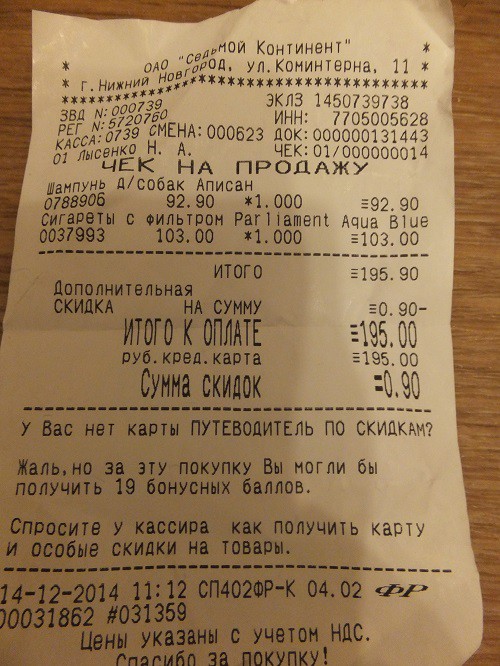 * ОАО "Седьмой Континент" *
* г.Нижний Новгород, ул.Коминтерна, 11 *
****************************************
ЗВД N:000739 ЭКЛЗ 1450739738
РЕГ N:5720760 ИНН: 7705005628
КАССА:0739 СМЕНА:000623 ДОК:000000131443
01 Лысенко Н. А. ЧЕК:01/000000014
ЧЕК НА ПРОДАЖУ
Шампунь д/собак Аписан
0788906 92.90 *1.000 =92.90
Сигареты с фильтром Parliament Aqua Blue
0037993 103.00 *1.000 =103.00
ИТОГО =195.90
Дополнительная
СКИДКА НА СУММУ =0.90-
ИТОГО К ОПЛАТЕ =195.00
руб.кред.карта =195.00
Сумма скидок =0.90
У Вас нет карты ПУТЕВОДИТЕЛЬ ПО СКИДКАМ?
Жаль,но за эту покупку Вы могли бы
получить 19 бонусных баллов.
Спросите у кассира как получить карту
и особые скидки на товары.
14-12-2014 11:12 СП402ФР-К 04.02 ФР
00031862 #031359
Цены указаны с учетом НДС.
Спасибо за покупку!